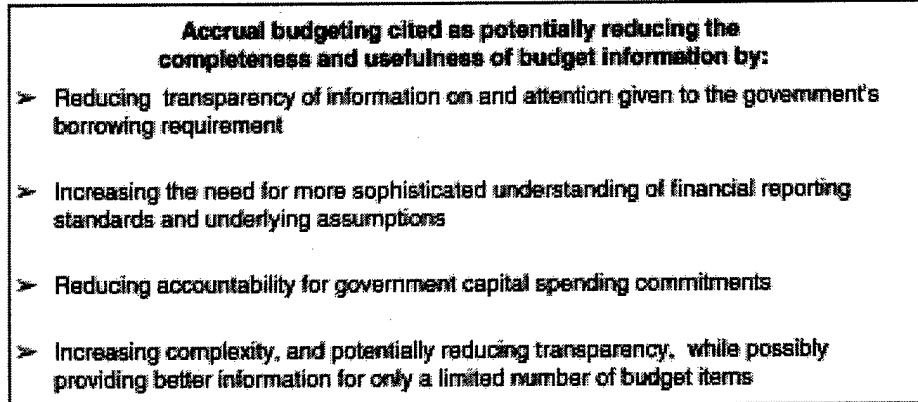 Accrual budgeting cited as potentially reducing the
completeness and usefulness of budget information by:
➢ Reducing transparency of information on and attention given to the government's
borrowing requirement
➢ Increasing the need for more sophisticated understanding of financial reporting
standards and underlying assumptions
➢ Reducing accountability for government capital spending commitments
➢ Increasing complexity, and potentially reducing transparency, while possibly
providing better information for only a limited number of budget items